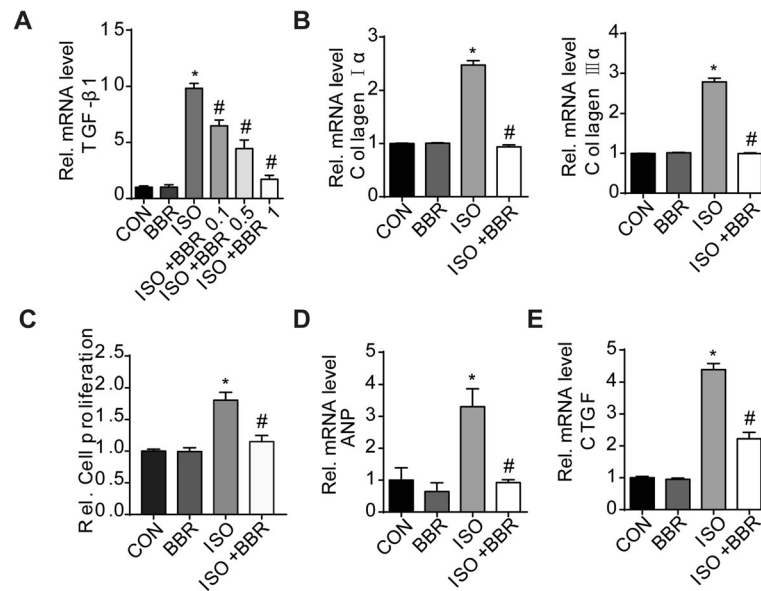 A
Rel. mRNA level
TGF-β1
15
10
5
0
*
#
#
#
CON
BBR
ISO
ISO+BBR 0.1
ISO+BBR 0.5
ISO+BBR 1
B
Rel. mRNA level
Collagen Ⅰα
3
2
1
0
*
#
CON
BBR
ISO
ISO+BBR
Rel. mRNA level
Collagen Ⅲα
4
3
2
1
0
*
#
CON
BBR
ISO
ISO+BBR
C
Rel. Cell proliferation
2.5
2.0
1.5
1.0
0.5
0.0
*
#
CON
BBR
ISO
ISO+BBR
D
Rel. mRNA level
ANP
5
4
3
2
1
0
*
#
CON
BBR
ISO
ISO+BBR
E
Rel. mRNA level
CTGF
5
4
3
2
1
0
*
#
CON
BBR
ISO
ISO+BBR